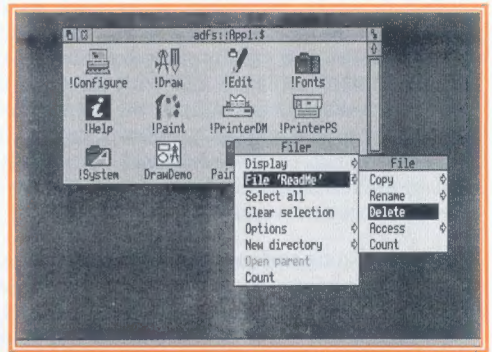 adfs::App1.$
!Configure !Draw !Edit !Fonts
!Help !Paint !PrinterDM !PrinterPS
!System DrawDemo
Filer
Display
File 'ReadMe'
Select all
Clear selection
Options
New directory
Open parent
Count
File
Copy
Rename
Delete
Access
Count